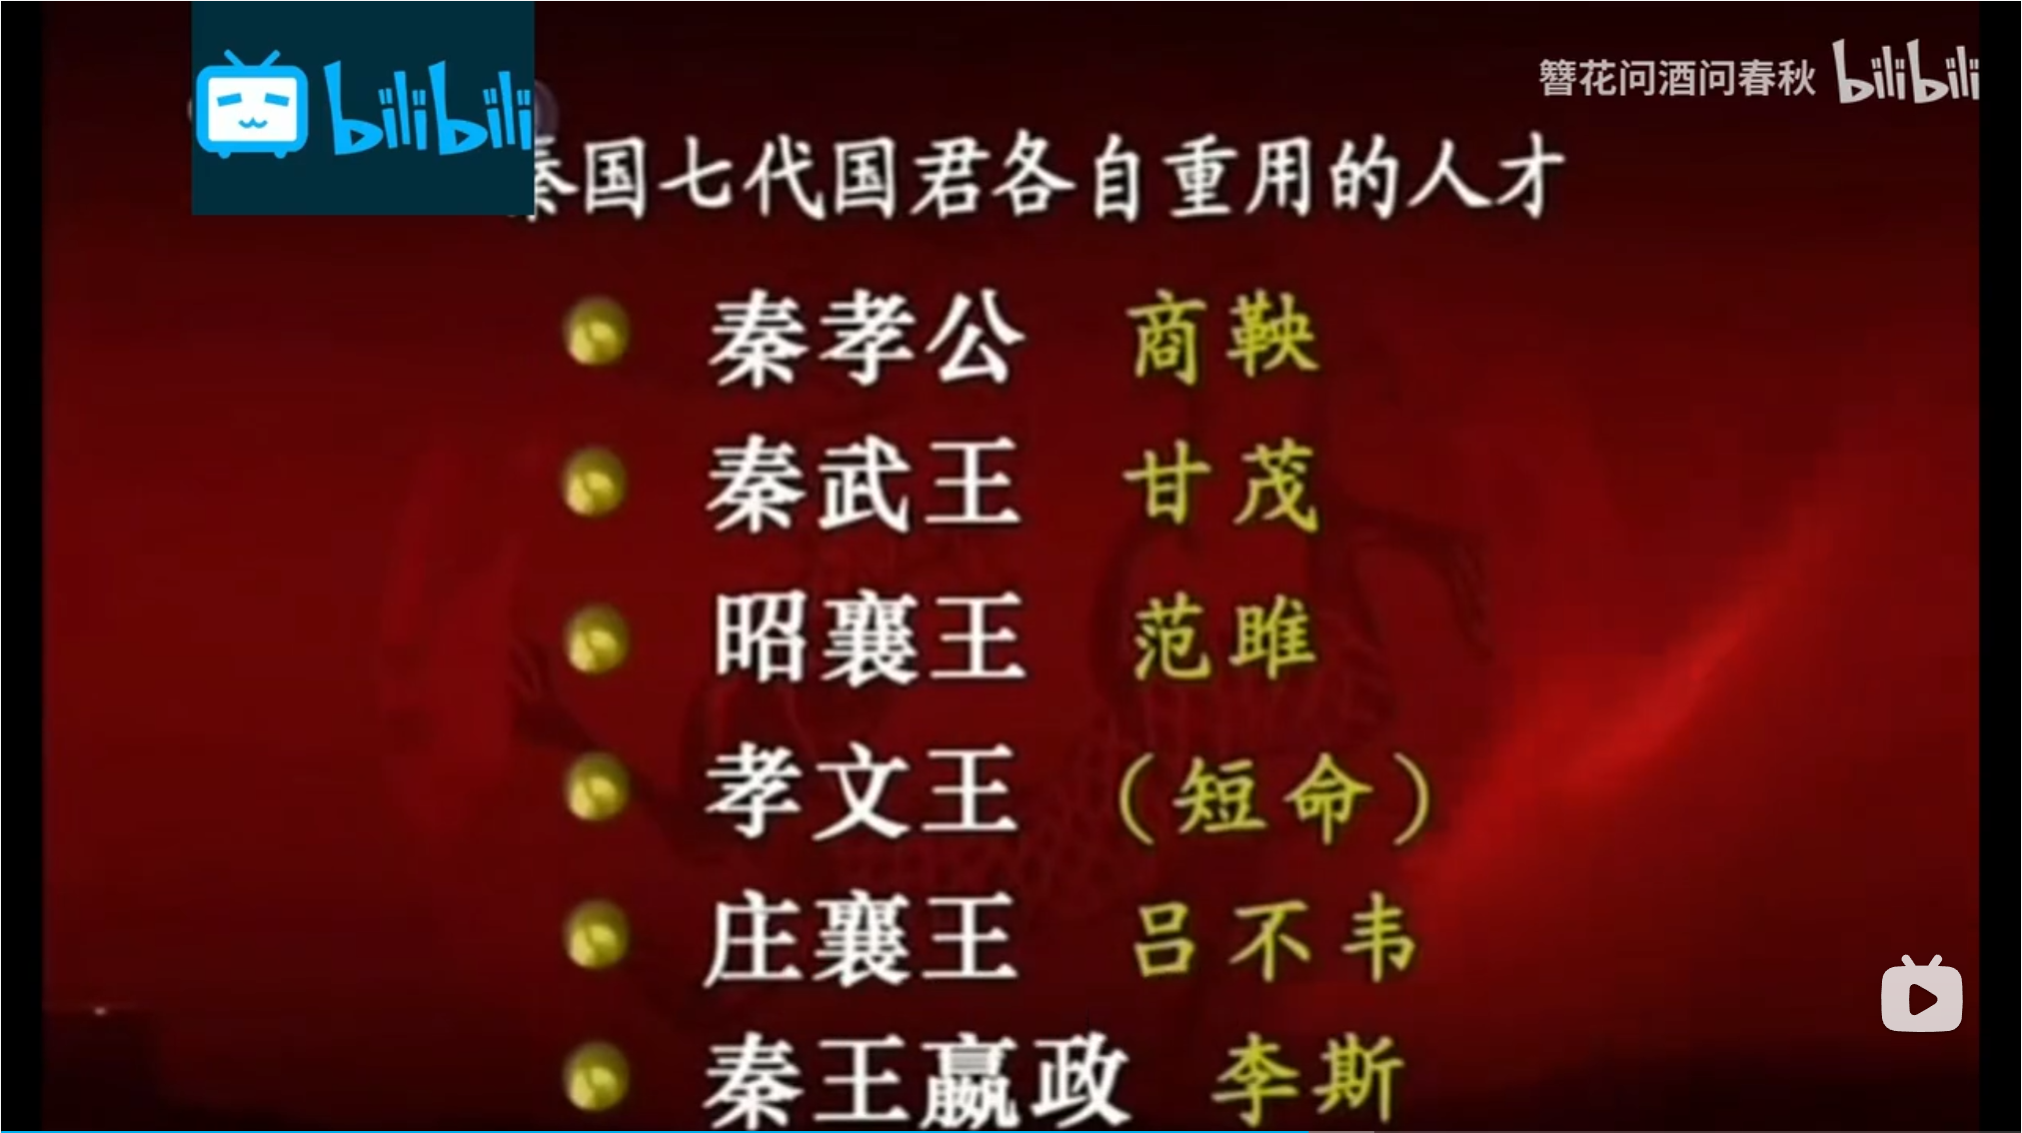 bilibili
簪花问酒问春秋 bilibili
秦国七代国君各自重用的人才
秦孝公 商鞅
秦武王 甘茂
昭襄王 范雎
孝文王 （短命）
庄襄王 吕不韦
秦王嬴政 李斯